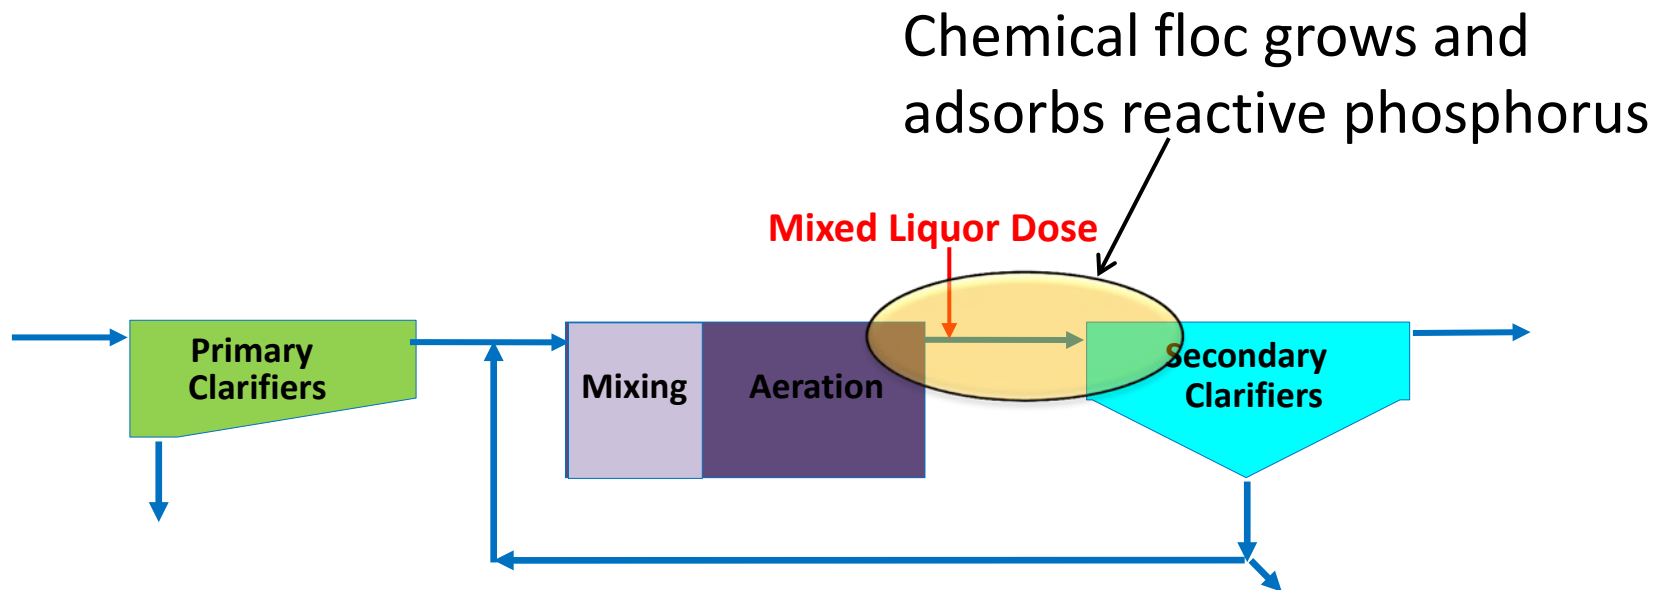 Chemical floc grows and
adsorbs reactive phosphorus
Mixed Liquor Dose
Primary
Clarifiers
Mixing
Aeration
Secondary
Clarifiers